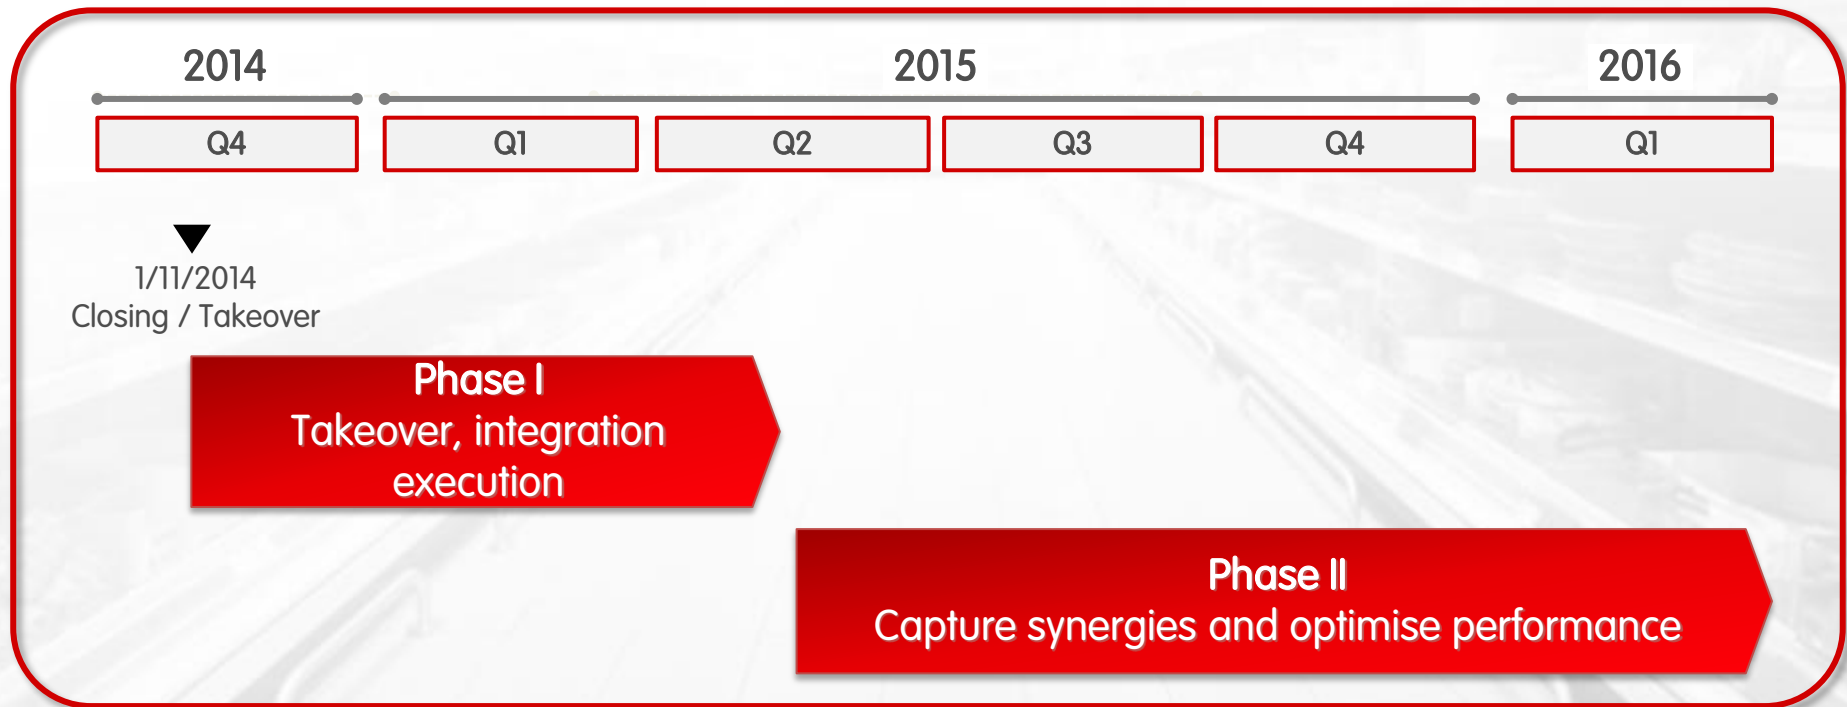 2014 2015 2016
Q4 Q1 Q2 Q3 Q4 Q1
1/11/2014
Closing / Takeover
Phase I
Takeover, integration
execution
Phase II
Capture synergies and optimise performance